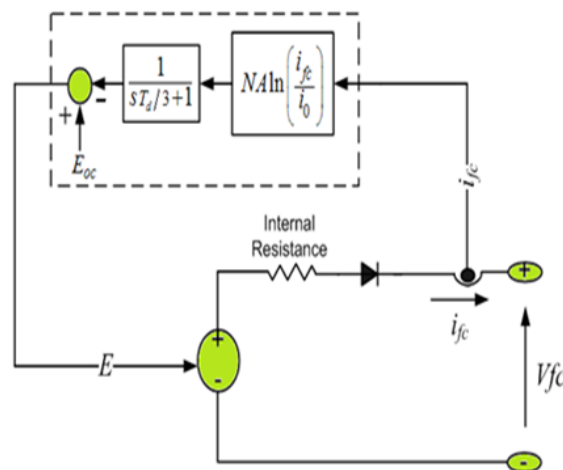 1
sT_d/3+1
NA ln(i_fc/i_0)
+
-
E_oc
i_fc
Internal
Resistance
+
i_fc
+
E
-
Vfc
-